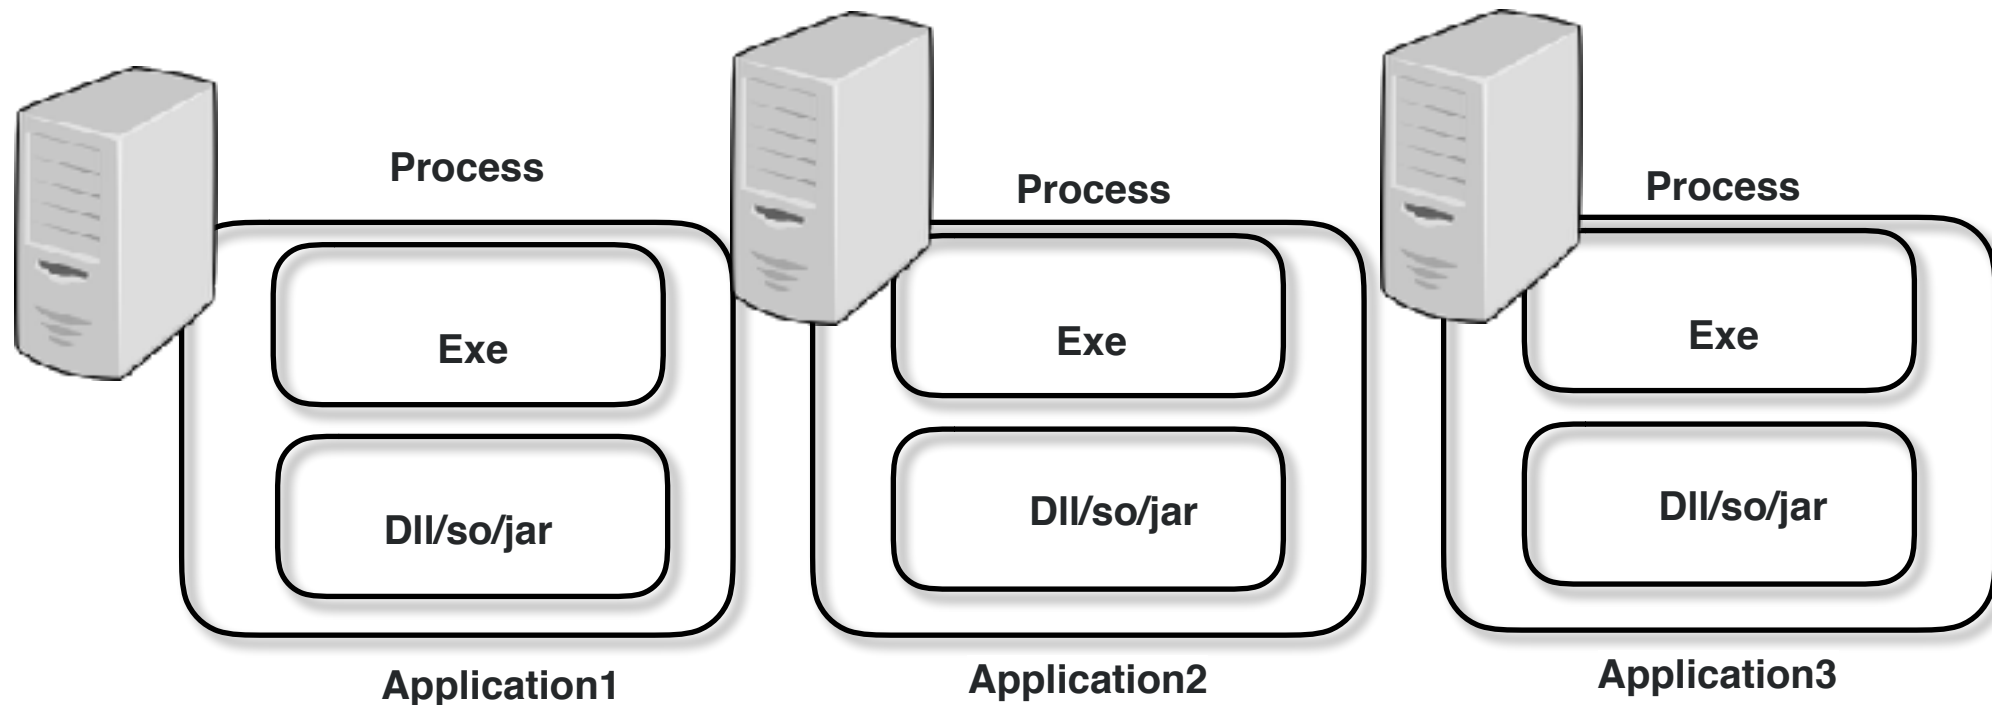 Process
Exe
Dll/so/jar
Application1
Process
Exe
Dll/so/jar
Application2
Process
Exe
Dll/so/jar
Application3